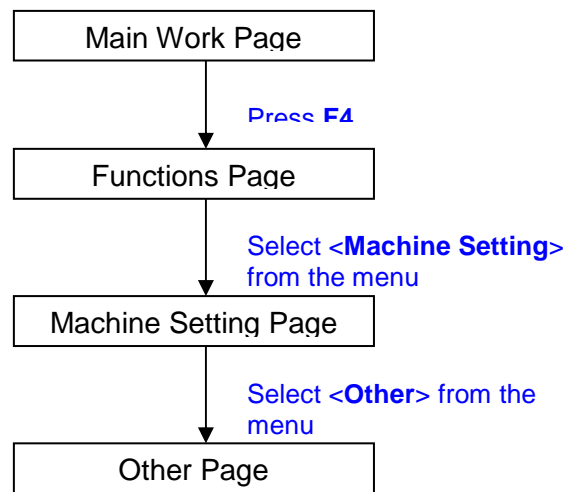 Main Work Page
Press F4
Functions Page
Select <Machine Setting>
from the menu
Machine Setting Page
Select <Other> from the
menu
Other Page